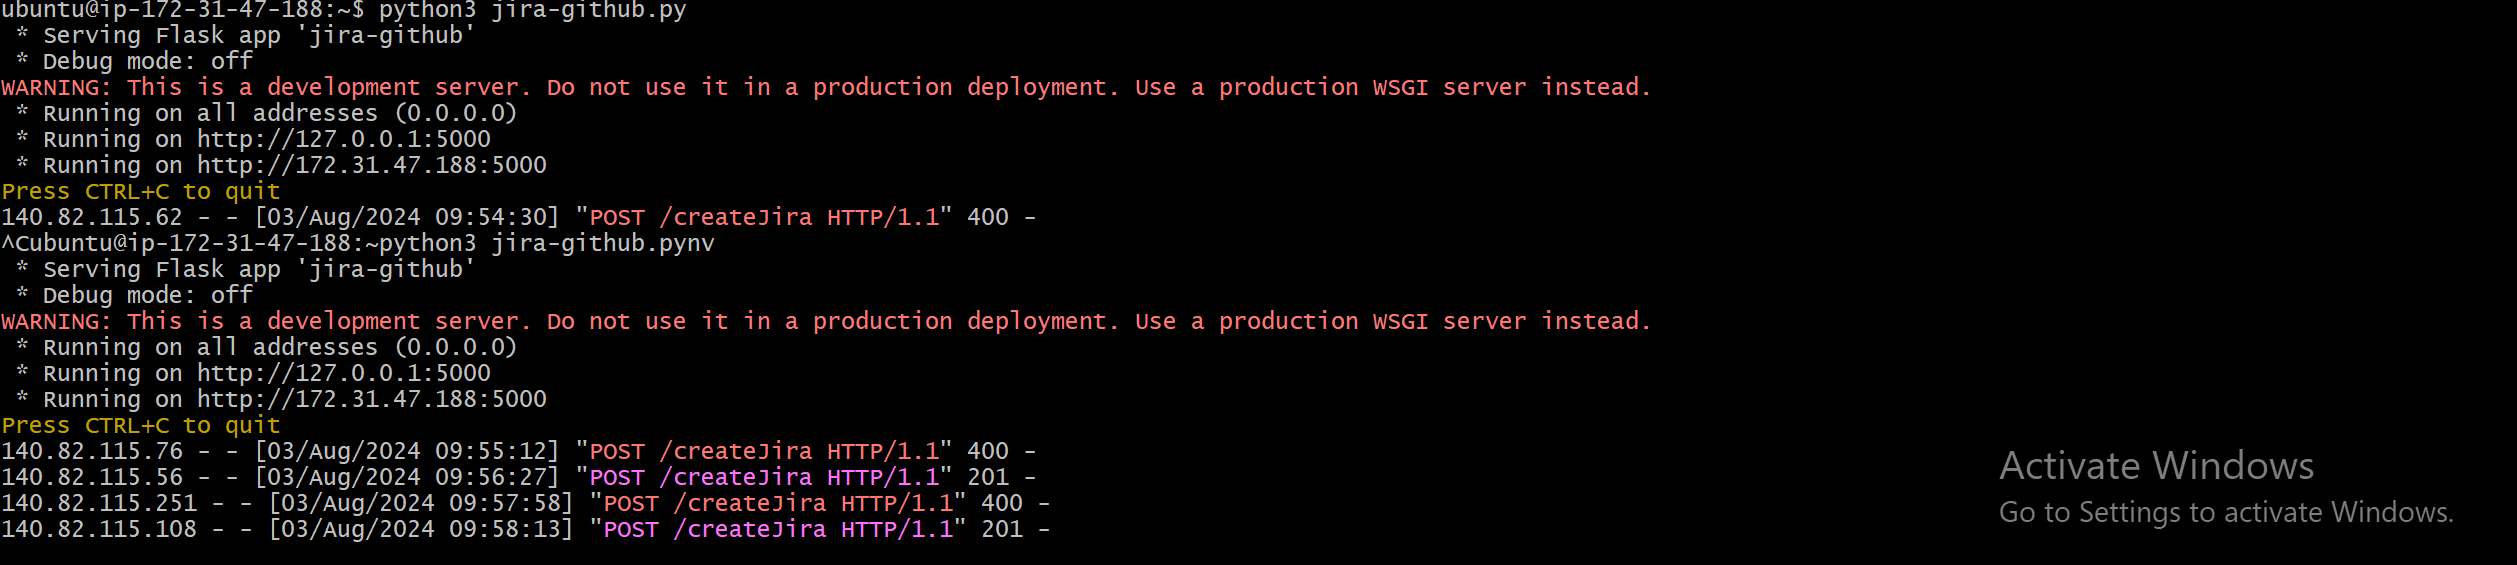 ubuntu@ip-172-31-47-188:~$ python3 jira-github.py
 * Serving Flask app 'jira-github'
 * Debug mode: off
WARNING: This is a development server. Do not use it in a production deployment. Use a production WSGI server instead.
 * Running on all addresses (0.0.0.0)
 * Running on http://127.0.0.1:5000
 * Running on http://172.31.47.188:5000
Press CTRL+C to quit
140.82.115.62 - - [03/Aug/2024 09:54:30] "POST /createJira HTTP/1.1" 400 -
^Cubuntu@ip-172-31-47-188:~python3 jira-github.pynv
 * Serving Flask app 'jira-github'
 * Debug mode: off
WARNING: This is a development server. Do not use it in a production deployment. Use a production WSGI server instead.
 * Running on all addresses (0.0.0.0)
 * Running on http://127.0.0.1:5000
 * Running on http://172.31.47.188:5000
Press CTRL+C to quit
140.82.115.76 - - [03/Aug/2024 09:55:12] "POST /createJira HTTP/1.1" 400 -
140.82.115.56 - - [03/Aug/2024 09:56:27] "POST /createJira HTTP/1.1" 201 -
140.82.115.251 - - [03/Aug/2024 09:57:58] "POST /createJira HTTP/1.1" 400 -
140.82.115.108 - - [03/Aug/2024 09:58:13] "POST /createJira HTTP/1.1" 201 -
Activate Windows
Go to Settings to activate Windows.